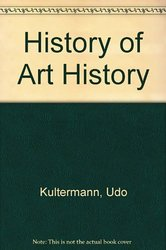 History of
Art History
Kultermann, Udo
Note: This is not the actual book cover